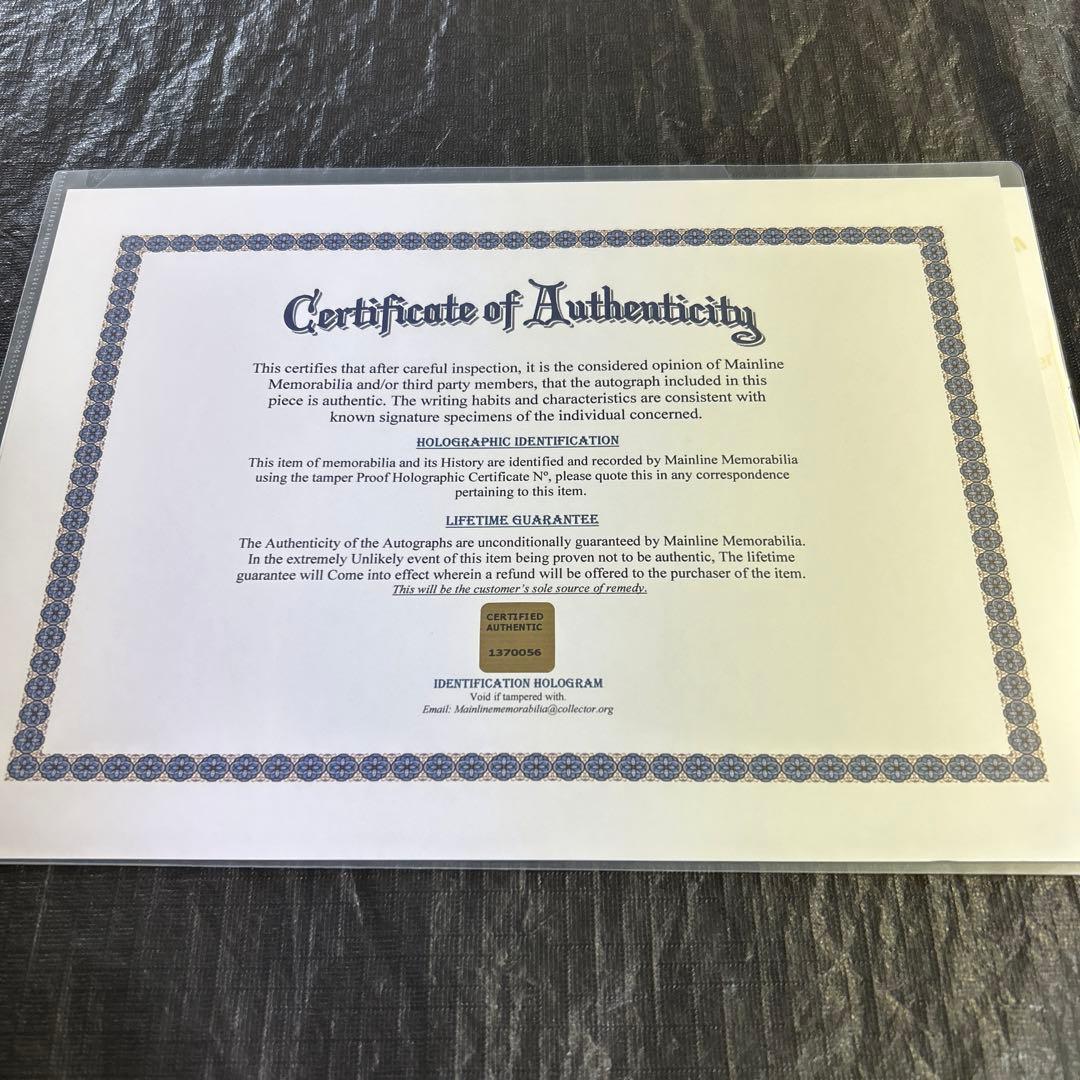 Certificate of Authenticity
This certifies that after careful inspection, it is the considered opinion of Mainline
Memorabilia and/or third party members, that the autograph included in this
piece is authentic. The writing habits and characteristics are consistent with
known signature specimens of the individual concerned.
HOLOGRAPHIC IDENTIFICATION
This item of memorabilia and its History are identified and recorded by Mainline Memorabilia
using the tamper Proof Holographic Certificate Nº, please quote this in any correspondence
pertaining to this item.
LIFETIME GUARANTEE
The Authenticity of the Autographs are unconditionally guaranteed by Mainline Memorabilia.
In the extremely Unlikely event of this item being proven not to be authentic, The lifetime
guarantee will Come into effect wherein a refund will be offered to the purchaser of the item.
This will be the customer's sole source of remedy.
CERTIFIED
AUTHENTIC
1370056
IDENTIFICATION HOLOGRAM
Void if tampered with.
Email: Mainlinememorabilia@collector.org